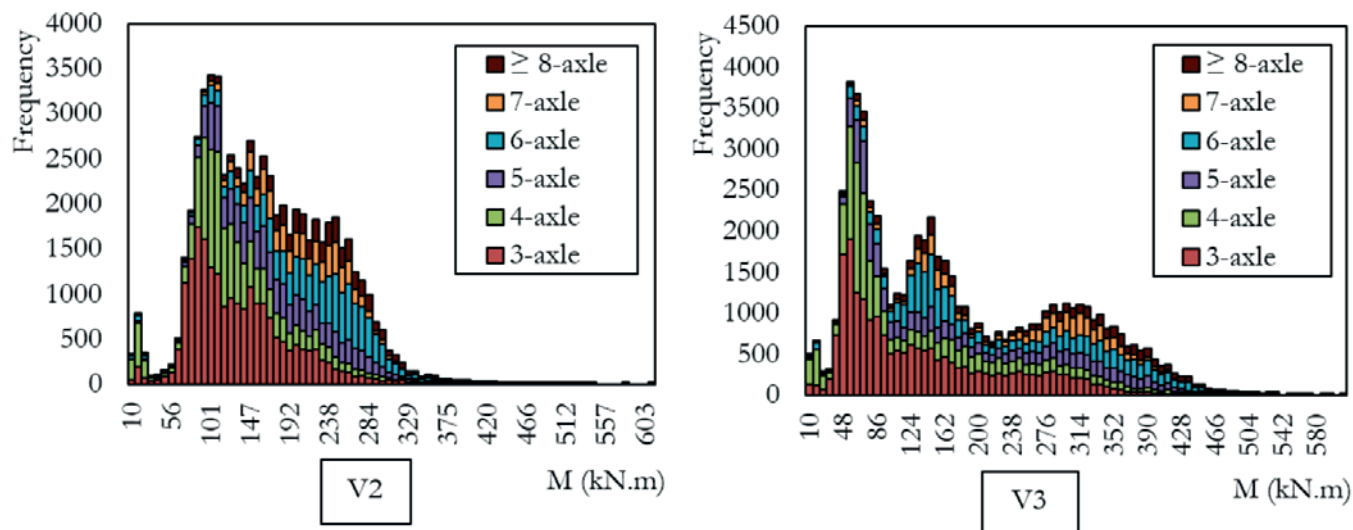 4000
3500
3000
2500
2000
1500
1000
500
0
Frequency
≥ 8-axle
7-axle
6-axle
5-axle
4-axle
3-axle
10 56 101 147 192 238 284 329 375 420 466 512 557 603
M (kN.m)
V2
4500
4000
3500
3000
2500
2000
1500
1000
500
0
Frequency
≥ 8-axle
7-axle
6-axle
5-axle
4-axle
3-axle
10 48 86 124 162 200 238 276 314 352 390 428 466 504 542 580
M (kN.m)
V3